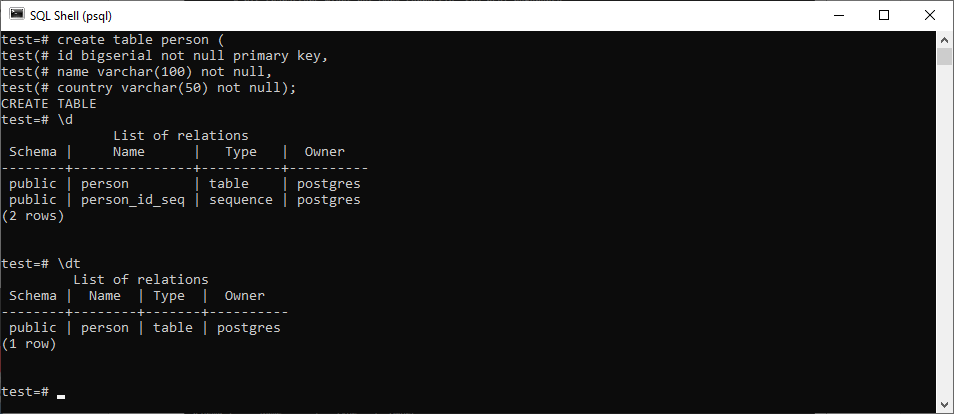 SQL Shell (psql)
test=# create table person (
test(# id bigserial not null primary key,
test(# name varchar(100) not null,
test(# country varchar(50) not null);
CREATE TABLE
test=# \d
              List of relations
 Schema |     Name      |   Type   |  Owner
--------+---------------+----------+----------
 public | person        | table    | postgres
 public | person_id_seq | sequence | postgres
(2 rows)
test=# \dt
         List of relations
 Schema |  Name  | Type  |  Owner
--------+--------+-------+----------
 public | person | table | postgres
(1 row)
test=#